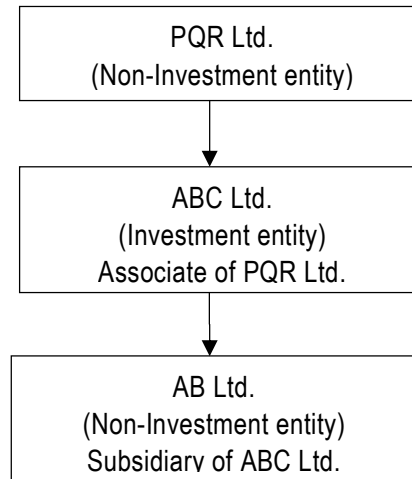 PQR Ltd.
(Non-Investment entity)
ABC Ltd.
(Investment entity)
Associate of PQR Ltd.
AB Ltd.
(Non-Investment entity)
Subsidiary of ABC Ltd.